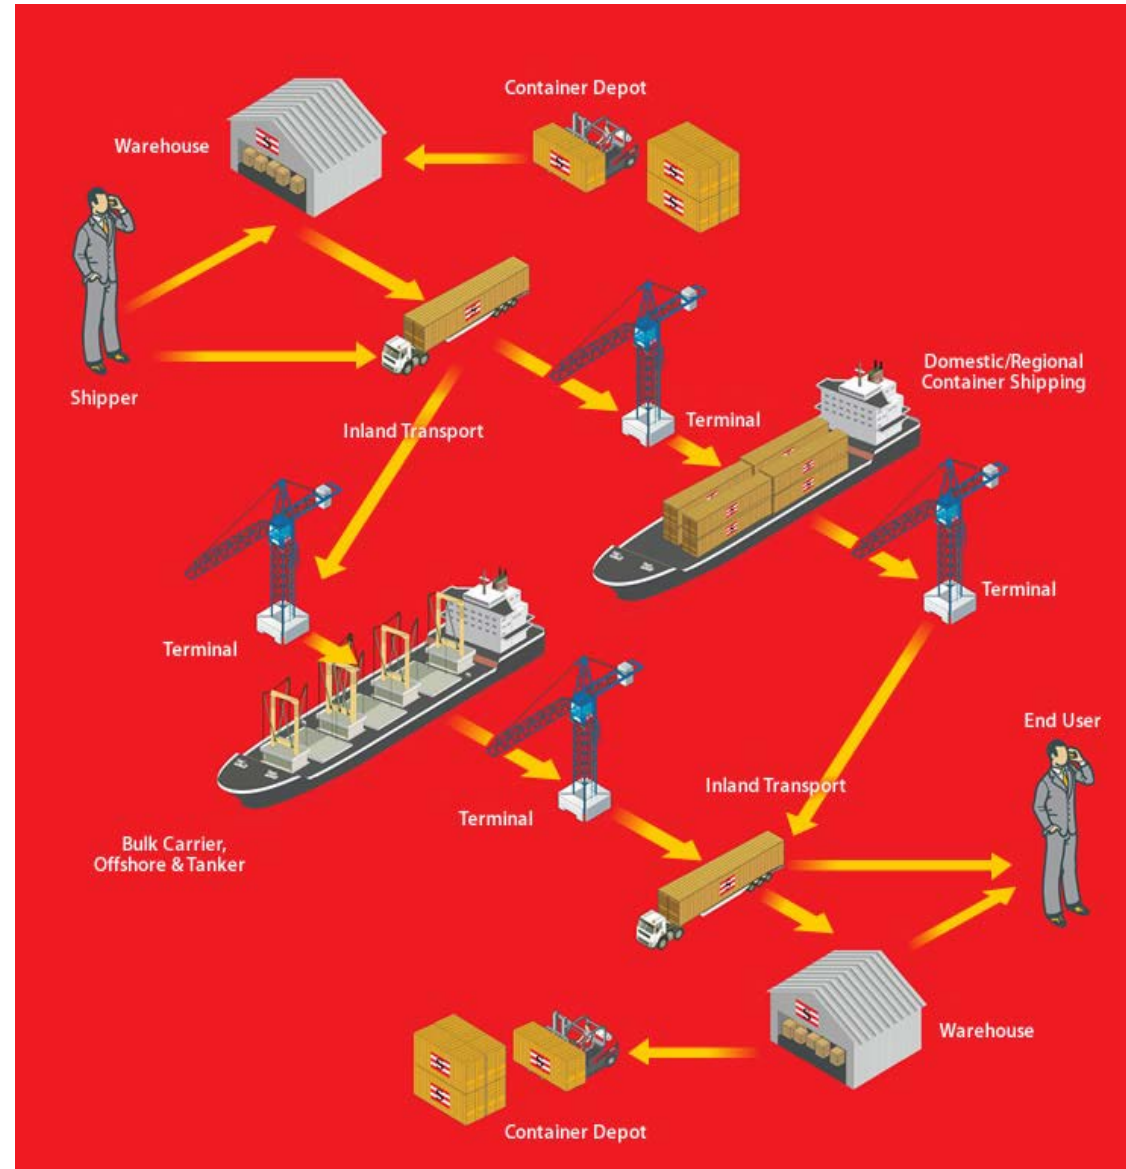 Container Depot
Warehouse
Shipper
Inland Transport
Terminal
Domestic/Regional
Container Shipping
Terminal
Terminal
Bulk Carrier,
Offshore & Tanker
Terminal
Inland Transport
End User
Warehouse
Container Depot